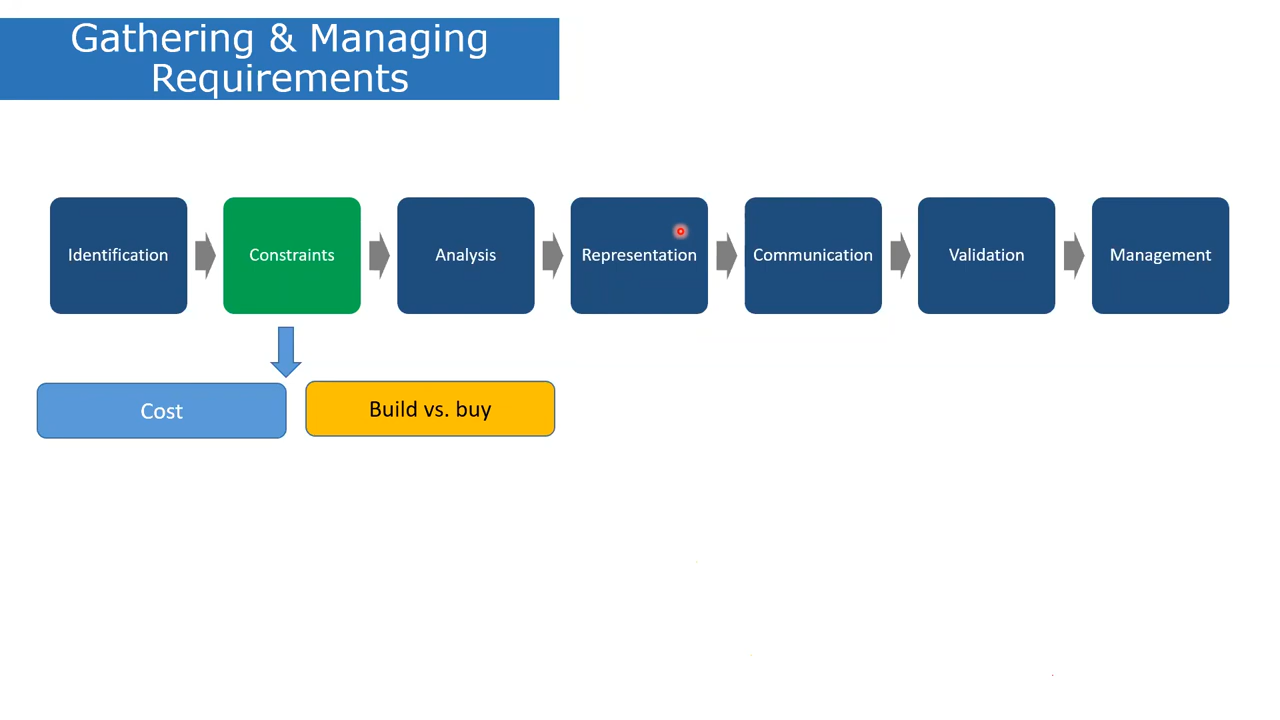 Gathering & Managing
Requirements
Identification
Constraints
Analysis
Representation
Communication
Validation
Management
Cost
Build vs. buy